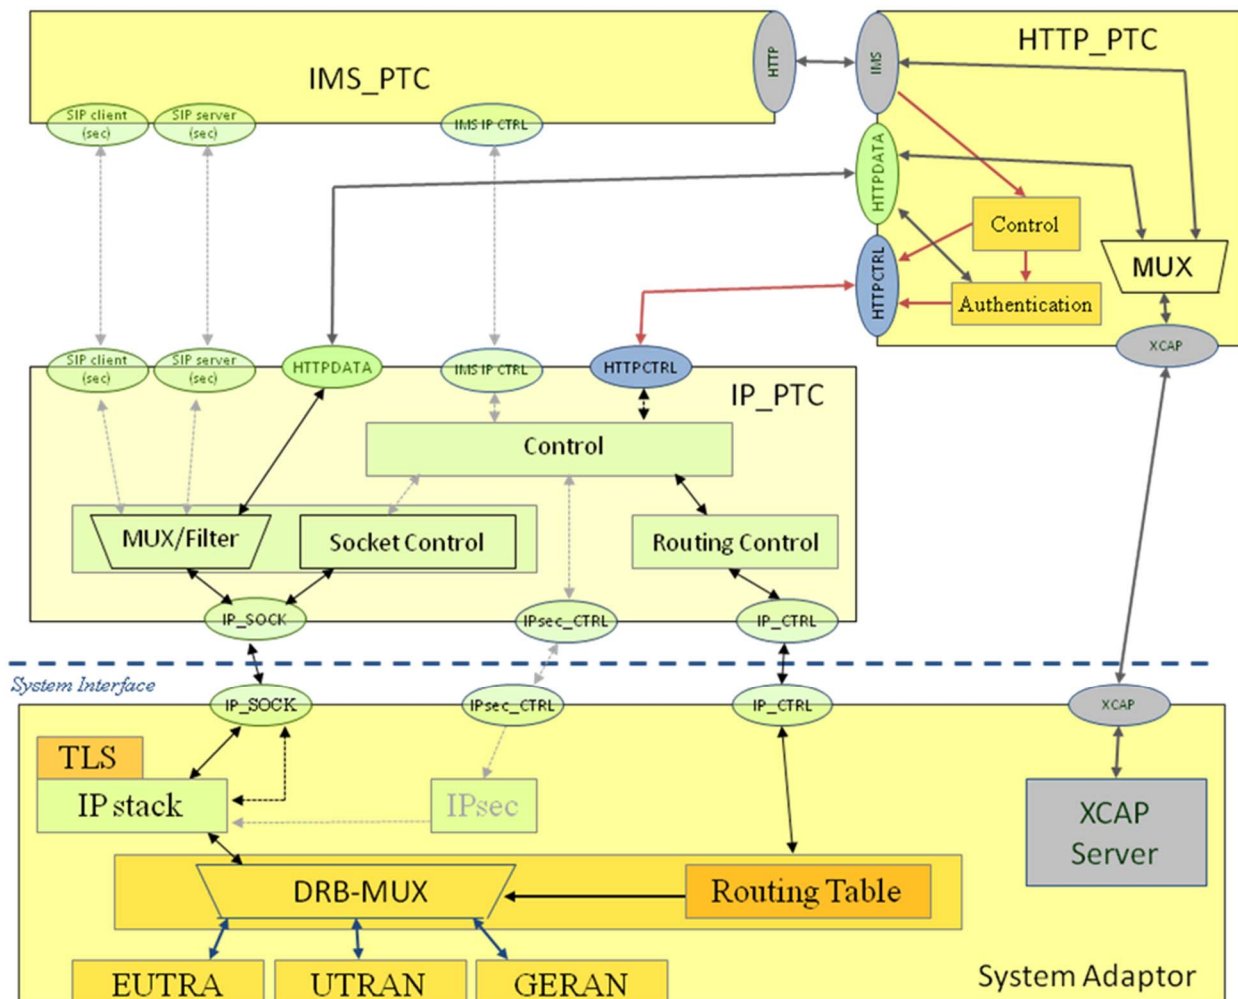 IMS_PTC
HTTP
IMS
HTTP_PTC
SIP client
(sec)
SIP server
(sec)
IMS IP CTRL
HTTPDATA
Control
HTTPCTRL
Authentication
MUX
XCAP
SIP client
(sec)
SIP server
(sec)
HTTPDATA
IMS IP CTRL
HTTPCTRL
IP_PTC
Control
MUX/Filter
Socket Control
Routing Control
IP_SOCK
IPsec_CTRL
IP_CTRL
System Interface
IP_SOCK
IPsec_CTRL
IP_CTRL
XCAP
TLS
IP stack
IPsec
XCAP
Server
DRB-MUX
Routing Table
EUTRA
UTRAN
GERAN
System Adaptor